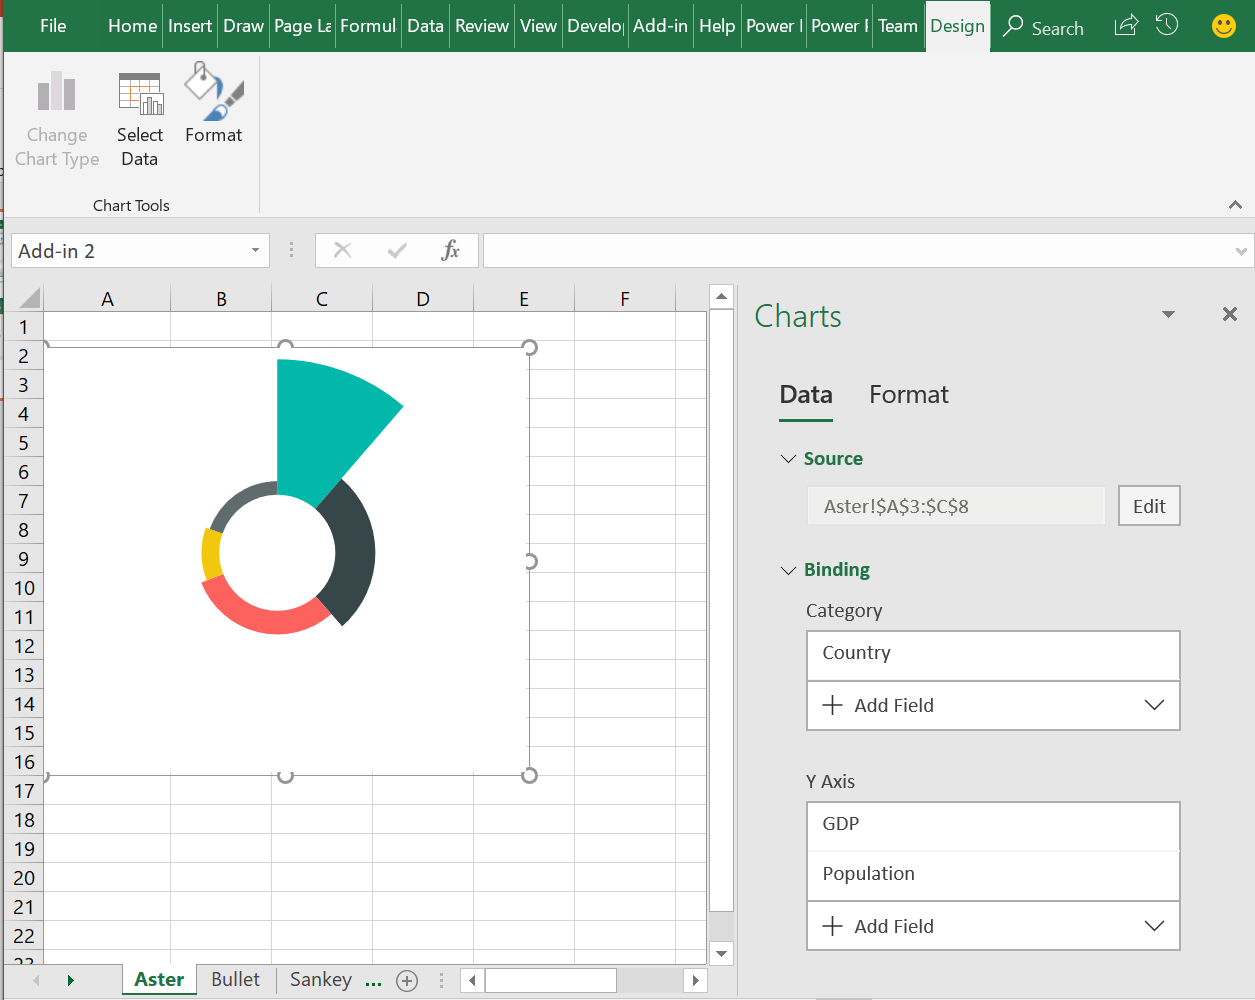 File Home Insert Draw Page La Formul Data Review View Develo Add-in Help Power I Power F Team Design Search
Change
Chart Type
Select
Data
Format
Chart Tools
Add-in 2
fx
A B C D E F
1
2
3
4
5
6
7
8
9
10
11
12
13
14
15
16
17
18
19
20
21
22
23
Charts
Data Format
Source
Aster!$A$3:$C$8 Edit
Binding
Category
Country
Add Field
Y Axis
GDP
Population
Add Field
Aster Bullet Sankey ...